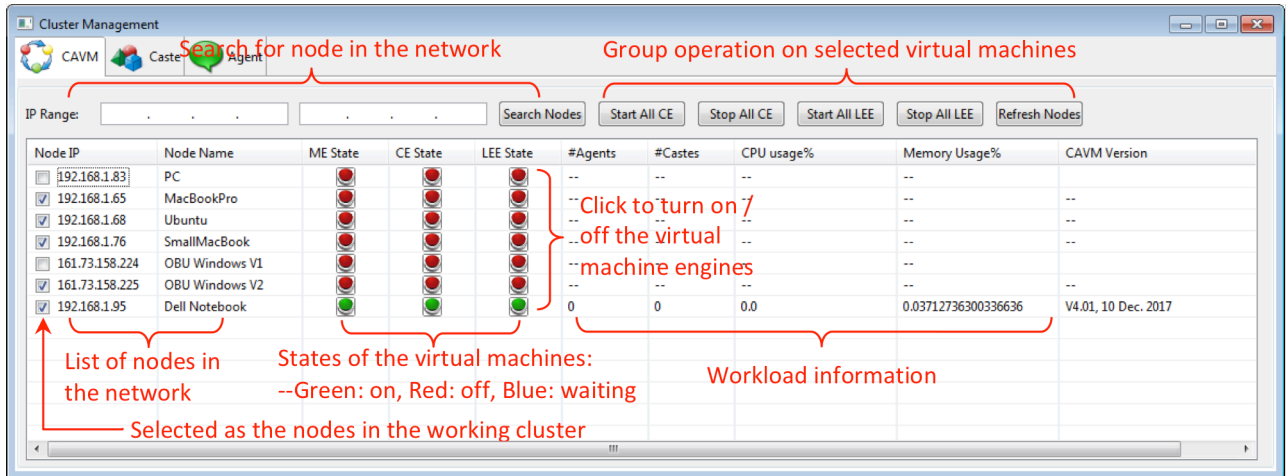 Cluster Management
CAVM Caste Agent
Search for node in the network
Group operation on selected virtual machines
IP Range: . . . . . . Search Nodes Start All CE Stop All CE Start All LEE Stop All LEE Refresh Nodes
Node IP Node Name ME State CE State LEE State #Agents #Castes CPU usage% Memory Usage% CAVM Version
192.168.1.83 PC -- -- -- --
192.168.1.65 MacBookPro -- -- -- -- --
192.168.1.68 Ubuntu -- -- -- -- --
192.168.1.76 SmallMacBook -- -- -- -- --
161.73.158.224 OBU Windows V1 -- -- -- --
161.73.158.225 OBU Windows V2 -- -- -- -- --
192.168.1.95 Dell Notebook 0 0 0.0 0.03712736300336636 V4.01, 10 Dec. 2017
Click to turn on /
off the virtual
machine engines
List of nodes in
the network
States of the virtual machines:
--Green: on, Red: off, Blue: waiting
Workload information
Selected as the nodes in the working cluster